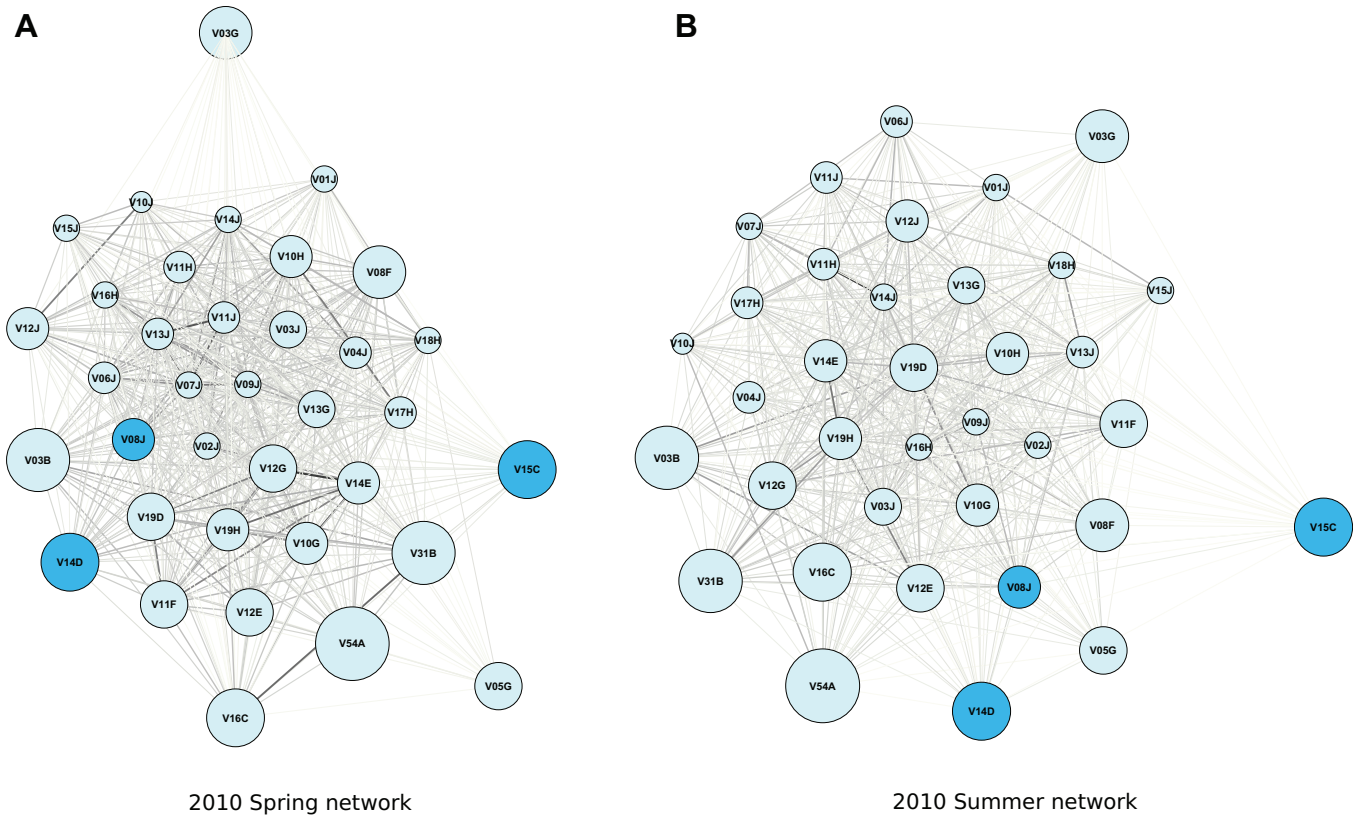 A
B
V03G
V01J
V10J
V14J
V15J
V10H
V11H
V08F
V16H
V12J
V13J
V11J
V03J
V18H
V04J
V06J
V07J
V09J
V13G
V17H
V08J
V02J
V03B
V12G
V15C
V14E
V19D
V19H
V10G
V31B
V14D
V11F
V12E
V54A
V05G
V16C
2010 Spring network
V06J
V03G
V11J
V01J
V12J
V07J
V11H
V18H
V13G
V15J
V14J
V17H
V10J
V14E
V19D
V10H
V13J
V04J
V09J
V11F
V19H
V16H
V02J
V03B
V12G
V03J
V10G
V08F
V15C
V31B
V16C
V12E
V08J
V05G
V54A
V14D
2010 Summer network